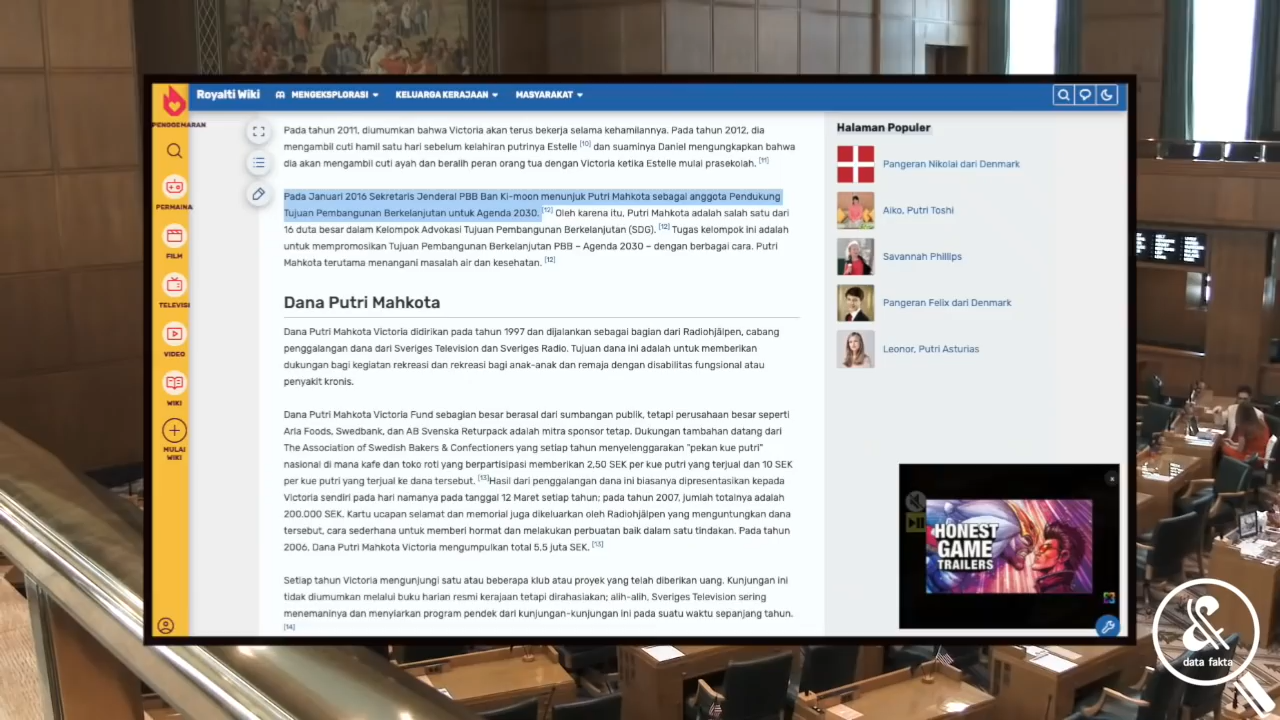 Royalti Wiki
MENGEKSPLORASI
KELUARGA KERAJAAN
MASYARAKAT
PENGGEMARAN
PERMAINA
FILM
TELEVISI
VIDEO
WIKI
MULAI
WIKI
Pada tahun 2011, diumumkan bahwa Victoria akan terus bekerja selama kehamilannya. Pada tahun 2012, dia
mengambil cuti hamil satu hari sebelum kelahiran putrinya Estelle [10] dan suaminya Daniel mengungkapkan bahwa
dia akan mengambil cuti ayah dan beralih peran orang tua dengan Victoria ketika Estelle mulai prasekolah. [11]
Pada Januari 2016 Sekretaris Jenderal PBB Ban Ki-moon menunjuk Putri Mahkota sebagai anggota Pendukung
Tujuan Pembangunan Berkelanjutan untuk Agenda 2030. [12] Oleh karena itu, Putri Mahkota adalah salah satu dari
16 duta besar dalam Kelompok Advokasi Tujuan Pembangunan Berkelanjutan (SDG). [12] Tugas kelompok ini adalah
untuk mempromosikan Tujuan Pembangunan Berkelanjutan PBB – Agenda 2030 – dengan berbagai cara. Putri
Mahkota terutama menangani masalah air dan kesehatan. [12]
Dana Putri Mahkota
Dana Putri Mahkota Victoria didirikan pada tahun 1997 dan dijalankan sebagai bagian dari Radiohjälpen, cabang
penggalangan dana dari Sveriges Television dan Sveriges Radio. Tujuan dana ini adalah untuk memberikan
dukungan bagi kegiatan rekreasi dan rekreasi bagi anak-anak dan remaja dengan disabilitas fungsional atau
penyakit kronis.
Dana Putri Mahkota Victoria Fund sebagian besar berasal dari sumbangan publik, tetapi perusahaan besar seperti
Arla Foods, Swedbank, dan AB Svenska Returpack adalah mitra sponsor tetap. Dukungan tambahan datang dari
The Association of Swedish Bakers & Confectioners yang setiap tahun menyelenggarakan "pekan kue putri"
nasional di mana kafe dan toko roti yang berpartisipasi memberikan 2,50 SEK per kue putri yang terjual dan 10 SEK
per kue putri yang terjual ke dana tersebut. [13]Hasil dari penggalangan dana ini biasanya dipresentasikan kepada
Victoria sendiri pada hari namanya pada tanggal 12 Maret setiap tahun; pada tahun 2007, jumlah totalnya adalah
200.000 SEK. Kartu ucapan selamat dan memorial juga dikeluarkan oleh Radiohjälpen yang menguntungkan dana
tersebut, cara sederhana untuk memberi hormat dan melakukan perbuatan baik dalam satu tindakan. Pada tahun
2006, Dana Putri Mahkota Victoria mengumpulkan total 5,5 juta SEK. [13]
Setiap tahun Victoria mengunjungi satu atau beberapa klub atau proyek yang telah diberikan uang. Kunjungan ini
tidak diumumkan melalui buku harian resmi kerajaan tetapi dirahasiakan; alih-alih, Sveriges Television sering
menemaninya dan menyiarkan program pendek dari kunjungan-kunjungan ini pada suatu waktu sepanjang tahun.
[14]
Halaman Populer
Pangeran Nikolai dari Denmark
Aiko, Putri Toshi
Savannah Phillips
Pangeran Felix dari Denmark
Leonor, Putri Asturias
HONEST
GAME
TRAILERS
&
data fakta